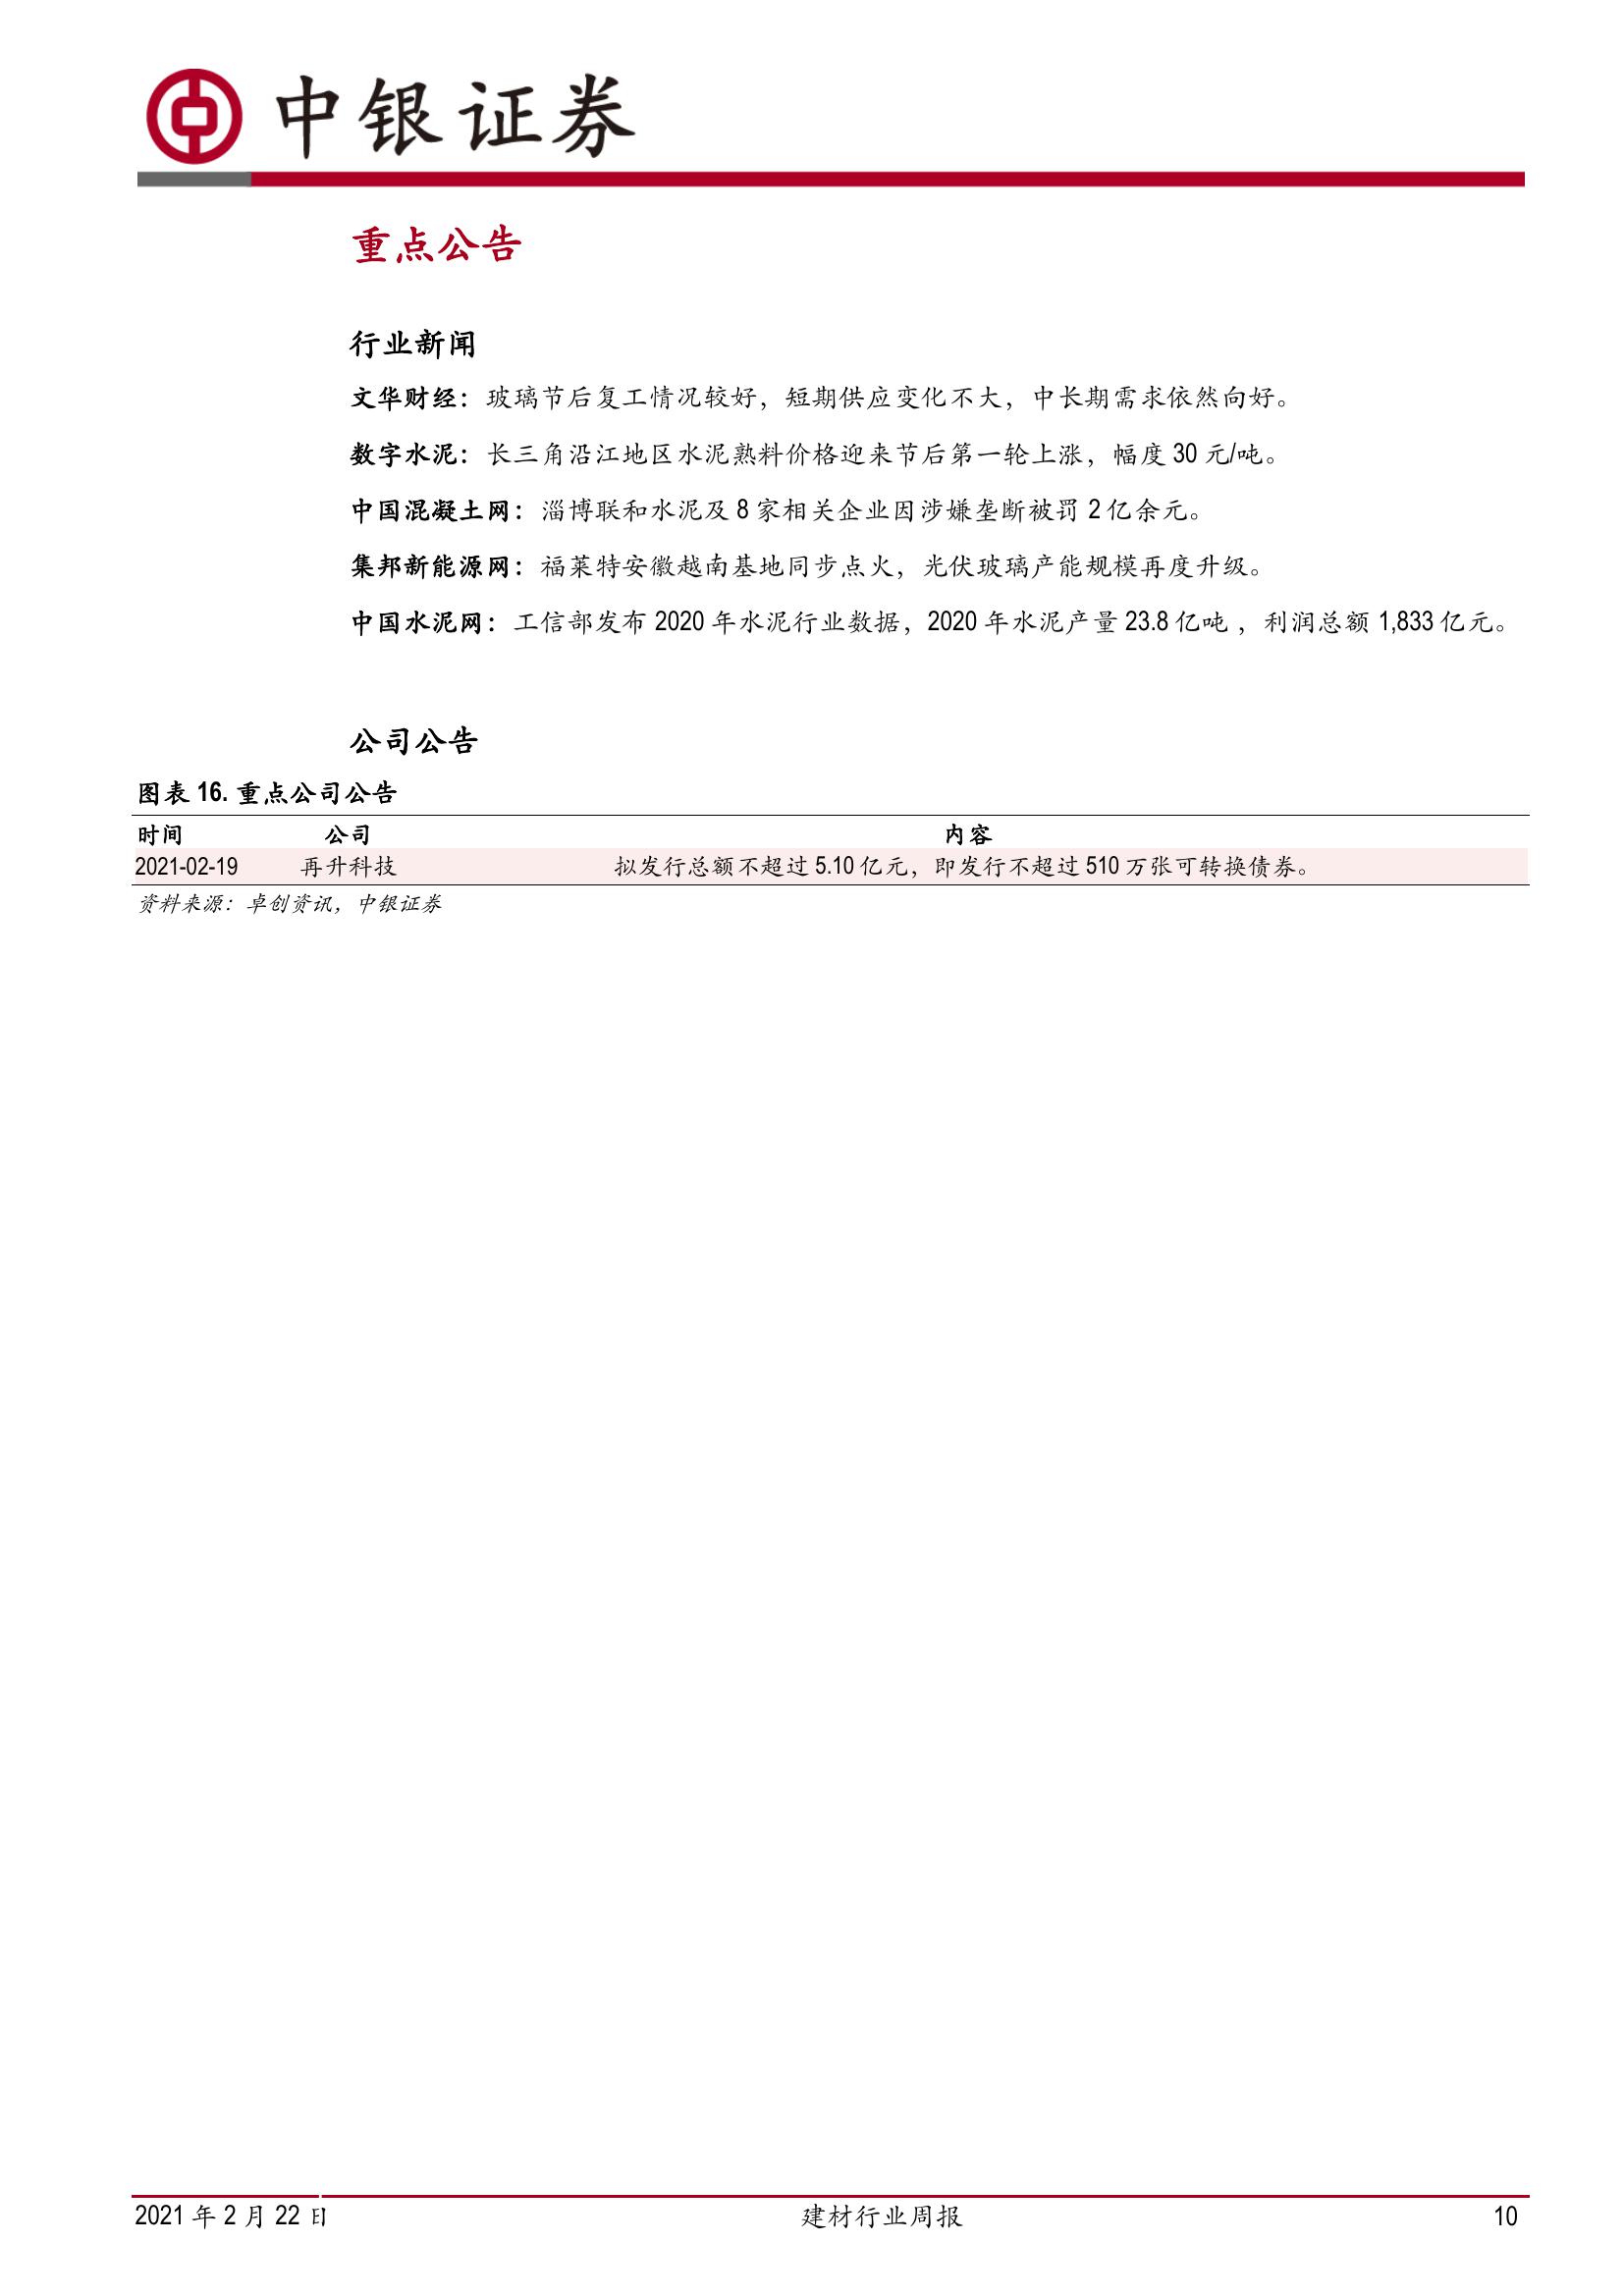 中银证券
重点公告
行业新闻
文华财经：玻璃节后复工情况较好，短期供应变化不大，中长期需求依然向好。
数字水泥：长三角沿江地区水泥熟料价格迎来节后第一轮上涨，幅度 30 元/吨。
中国混凝土网：淄博联和水泥及 8 家相关企业因涉嫌垄断被罚 2 亿余元。
集邦新能源网：福莱特安徽越南基地同步点火，光伏玻璃产能规模再度升级。
中国水泥网：工信部发布 2020 年水泥行业数据，2020 年水泥产量 23.8 亿吨 ，利润总额 1,833 亿元。
公司公告
图表 16. 重点公司公告
时间 公司 内容
2021-02-19 再升科技 拟发行总额不超过 5.10 亿元，即发行不超过 510 万张可转换债券。
资料来源：卓创资讯，中银证券
2021 年 2 月 22 日 建材行业周报 10